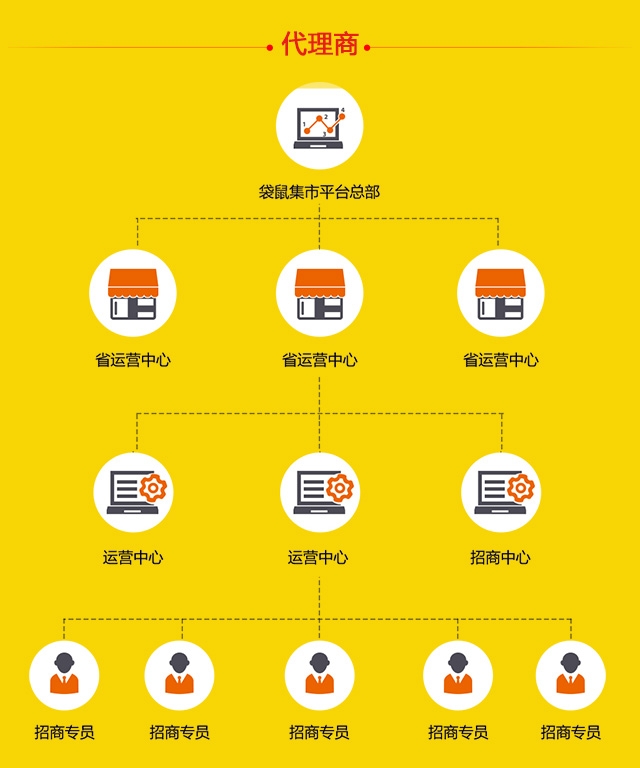 代理商
1 2 3 4
袋鼠集市平台总部
省运营中心 省运营中心 省运营中心
运营中心 运营中心 招商中心
招商专员 招商专员 招商专员 招商专员 招商专员